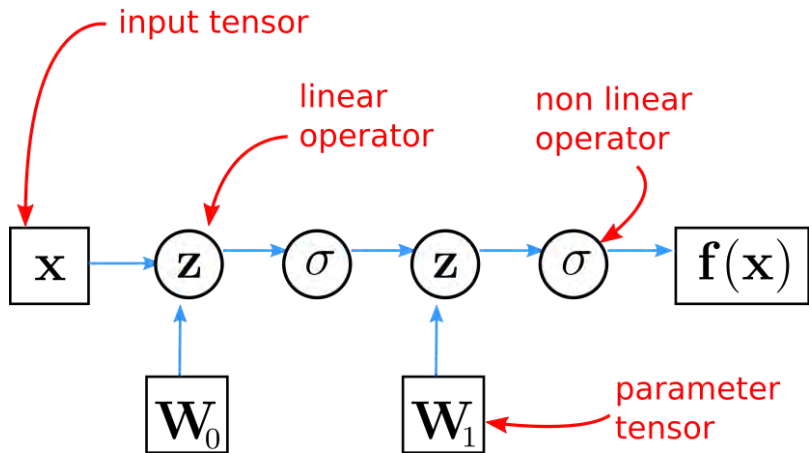 input tensor
linear
operator
non linear
operator
x
z
σ
z
σ
f(x)
W₀
W₁
parameter
tensor